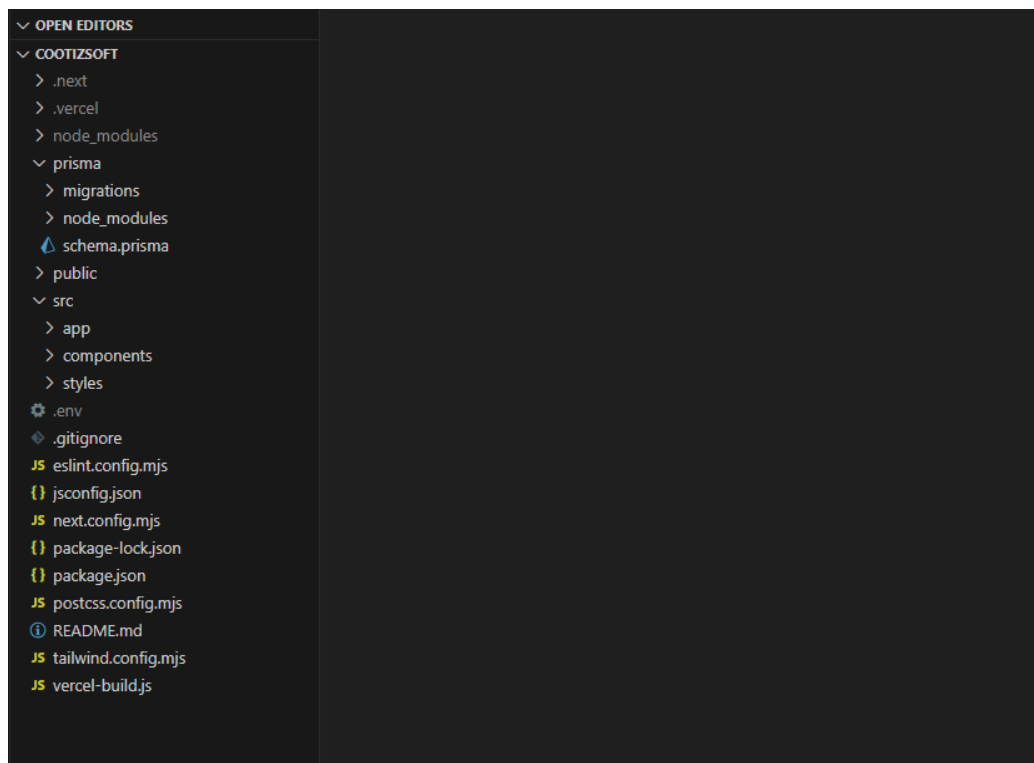 OPEN EDITORS
COOTIZSOFT
.next
.vercel
node_modules
prisma
migrations
node_modules
schema.prisma
public
src
app
components
styles
.env
.gitignore
JS eslint.config.mjs
{} jsconfig.json
JS next.config.mjs
{} package-lock.json
{} package.json
JS postcss.config.mjs
README.md
JS tailwind.config.mjs
JS vercel-build.js